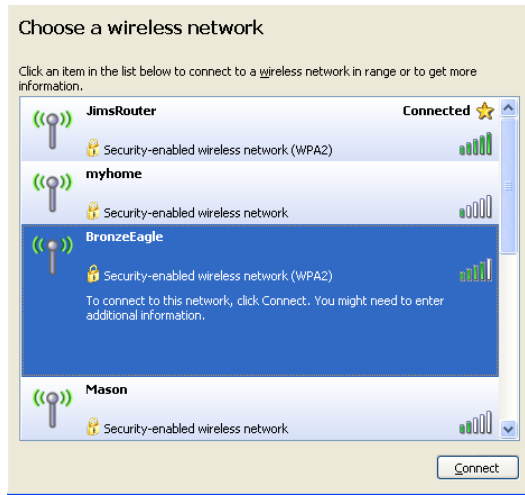 Choose a wireless network
Click an item in the list below to connect to a wireless network in range or to get more
information.
JimsRouter Connected
Security-enabled wireless network (WPA2)
myhome
Security-enabled wireless network
BronzeEagle
Security-enabled wireless network (WPA2)
To connect to this network, click Connect. You might need to enter
additional information.
Mason
Security-enabled wireless network
Connect